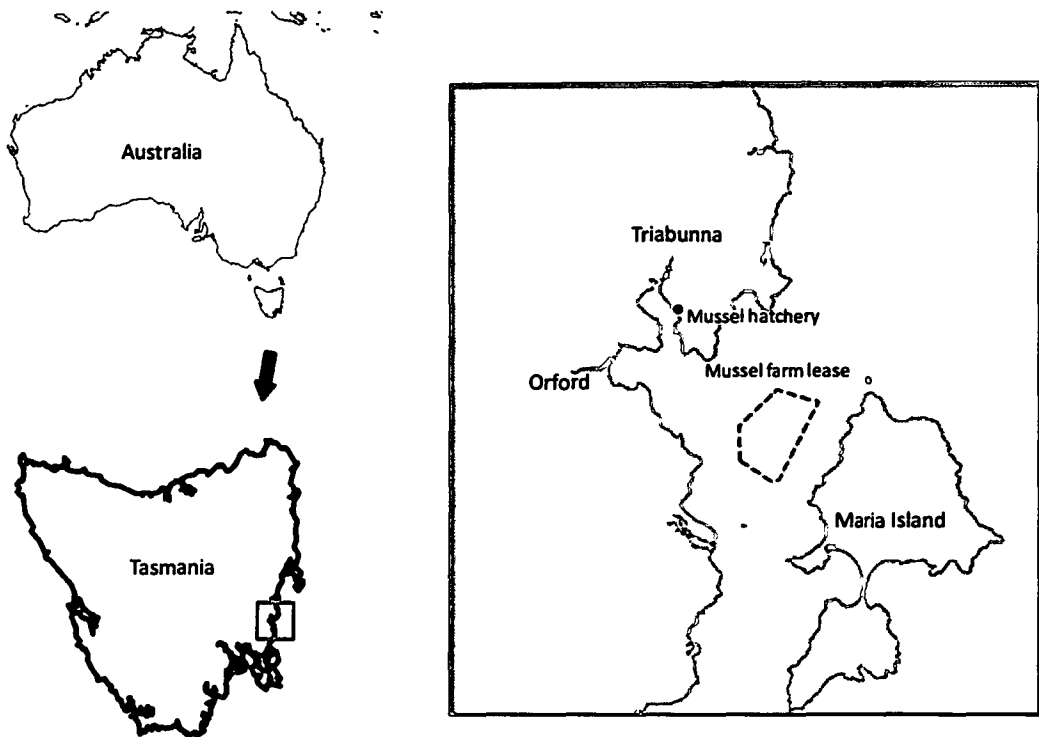 Australia
Tasmania
Triabunna
Mussel hatchery
Orford
Mussel farm lease
Maria Island